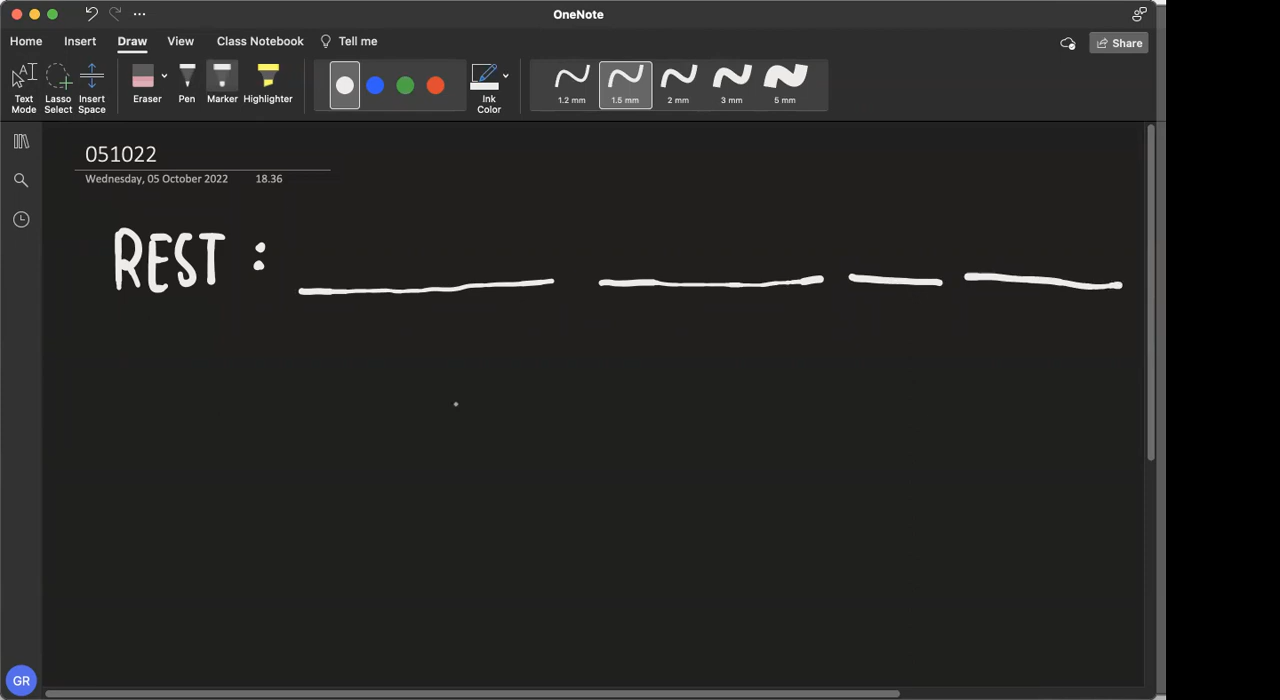 OneNote
Home Insert Draw View Class Notebook Tell me
Share
Text Mode
Lasso Select
Insert Space
Eraser
Pen
Marker
Highlighter
Ink Color
1.2 mm
1.5 mm
2 mm
3 mm
5 mm
051022
Wednesday, 05 October 2022 18.36
REST :
GR